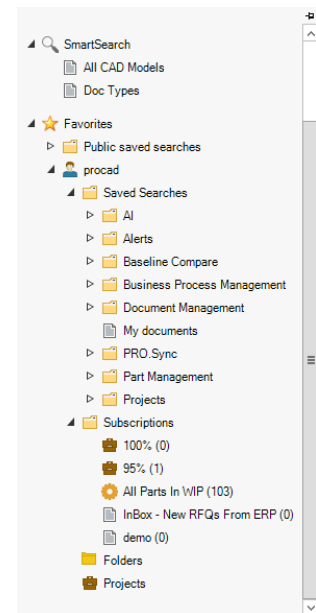 SmartSearch
All CAD Models
Doc Types
Favorites
Public saved searches
procad
Saved Searches
AI
Alerts
Baseline Compare
Business Process Management
Document Management
My documents
PRO.Sync
Part Management
Projects
Subscriptions
100% (0)
95% (1)
All Parts In WIP (103)
InBox - New RFQs From ERP (0)
demo (0)
Folders
Projects